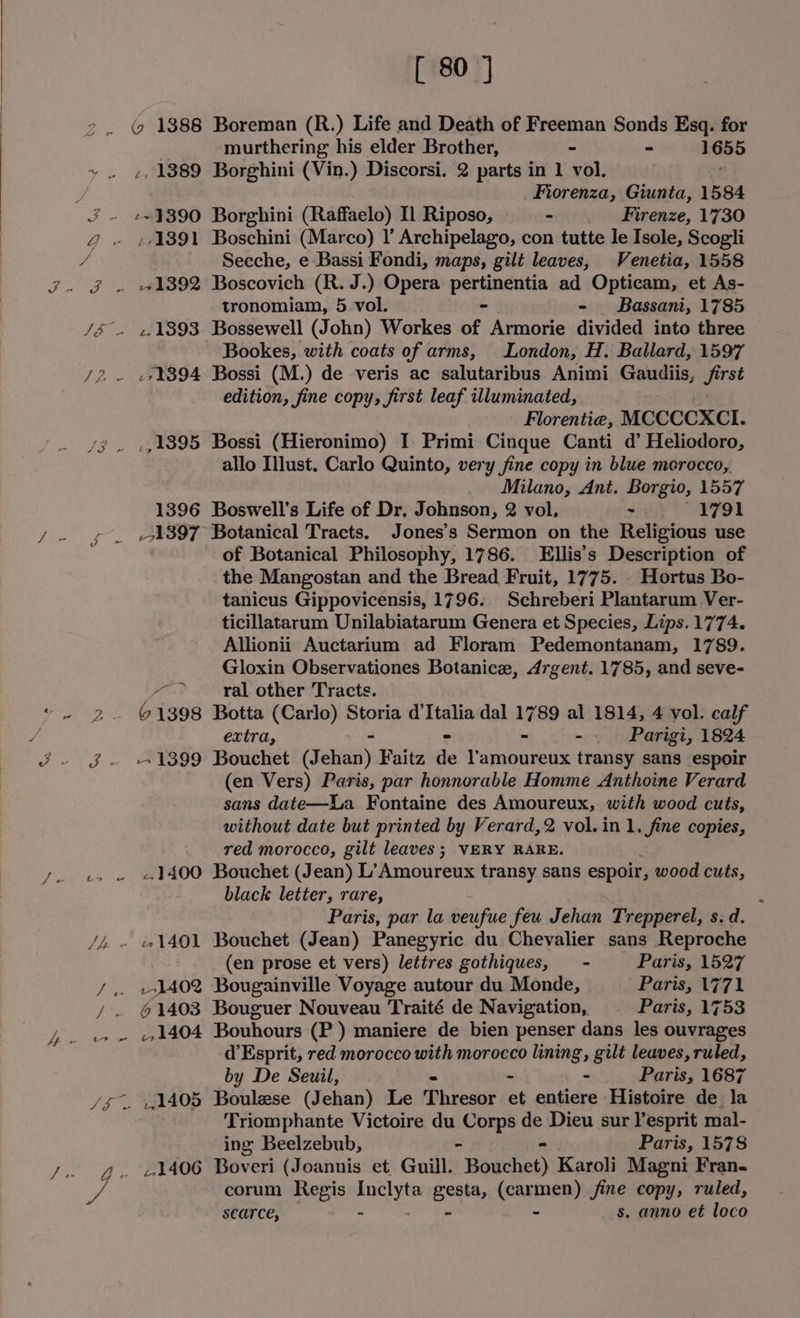 [ 80 ]
1388 Boreman (R.) Life and Death of Freeman Sonds Esq. for
murthering his elder Brother, - - 1655
1389 Borghini (Vin.) Discorsi. 2 parts in 1 vol.
Fiorenza, Giunta, 1584
1390 Borghini (Raffaelo) Il Riposo, - Firenze, 1730
1391 Boschini (Marco) l' Archipelago, con tutte le Isole, Scogli
Secche, e Bassi Fondi, maps, gilt leaves, Venetia, 1558
1392 Boscovich (R. J.) Opera pertinentia ad Opticam, et As-
tronomiam, 5 vol. - - Bassani, 1785
1393 Bossewell (John) Workes of Armorie divided into three
Bookes, with coats of arms, London, H. Ballard, 1597
1394 Bossi (M.) de veris ac salutaribus Animi Gaudiis, first
edition, fine copy, first leaf illuminated,
Florentiæ, MCCCCXCI.
1395 Bossi (Hieronimo) I Primi Cinque Canti d' Heliodoro,
allo Illust. Carlo Quinto, very fine copy in blue morocco,
Milano, Ant. Borgio, 1557
1396 Boswell's Life of Dr. Johnson, 2 vol, - 1791
1397 Botanical Tracts. Jones's Sermon on the Religious use
of Botanical Philosophy, 1786. Ellis's Description of
the Mangostan and the Bread Fruit, 1775. Hortus Bo-
tanicus Gippovicensis, 1796. Schreberi Plantarum Ver-
ticillatarum Unilabiatarum Genera et Species, Lips. 1774.
Allionii Auctarium ad Floram Pedemontanam, 1789.
Gloxin Observationes Botanicæ, Argent. 1785, and seve-
ral other Tracts.
1398 Botta (Carlo) Storia d'Italia dal 1789 al 1814, 4 vol. calf
extra, - - - - Parigi, 1824
1399 Bouchet (Jehan) Faitz de l'amoureux transy sans espoir
(en Vers) Paris, par honnorable Homme Anthoine Verard
sans date—La Fontaine des Amoureux, with wood cuts,
without date but printed by Verard, 2 vol. in 1. fine copies,
red morocco, gilt leaves; VERY RARE.
1400 Bouchet (Jean) L'Amoureux transy sans espoir, wood cuts,
black letter, rare,
Paris, par la veufue feu Jehan Trepperel, s. d.
1401 Bouchet (Jean) Panegyric du Chevalier sans Reproche
(en prose et vers) lettres gothiques, - Paris, 1527
1402 Bougainville Voyage autour du Monde, Paris, 1771
1403 Bouguer Nouveau Traité de Navigation, Paris, 1753
1404 Bouhours (P) maniere de bien penser dans les ouvrages
d'Esprit, red morocco with morocco lining, gilt leaves, ruled,
by De Seuil, - - - Paris, 1687
1405 Boulæse (Jehan) Le Thresor et entiere Histoire de la
Triomphante Victoire du Corps de Dieu sur l'esprit mal-
ing Beelzebub, - - Paris, 1578
1406 Boveri (Joannis et Guill. Bouchet) Karoli Magni Fran-
corum Regis Inclyta gesta, (carmen) fine copy, ruled,
scarce, - - - s. anno et loco